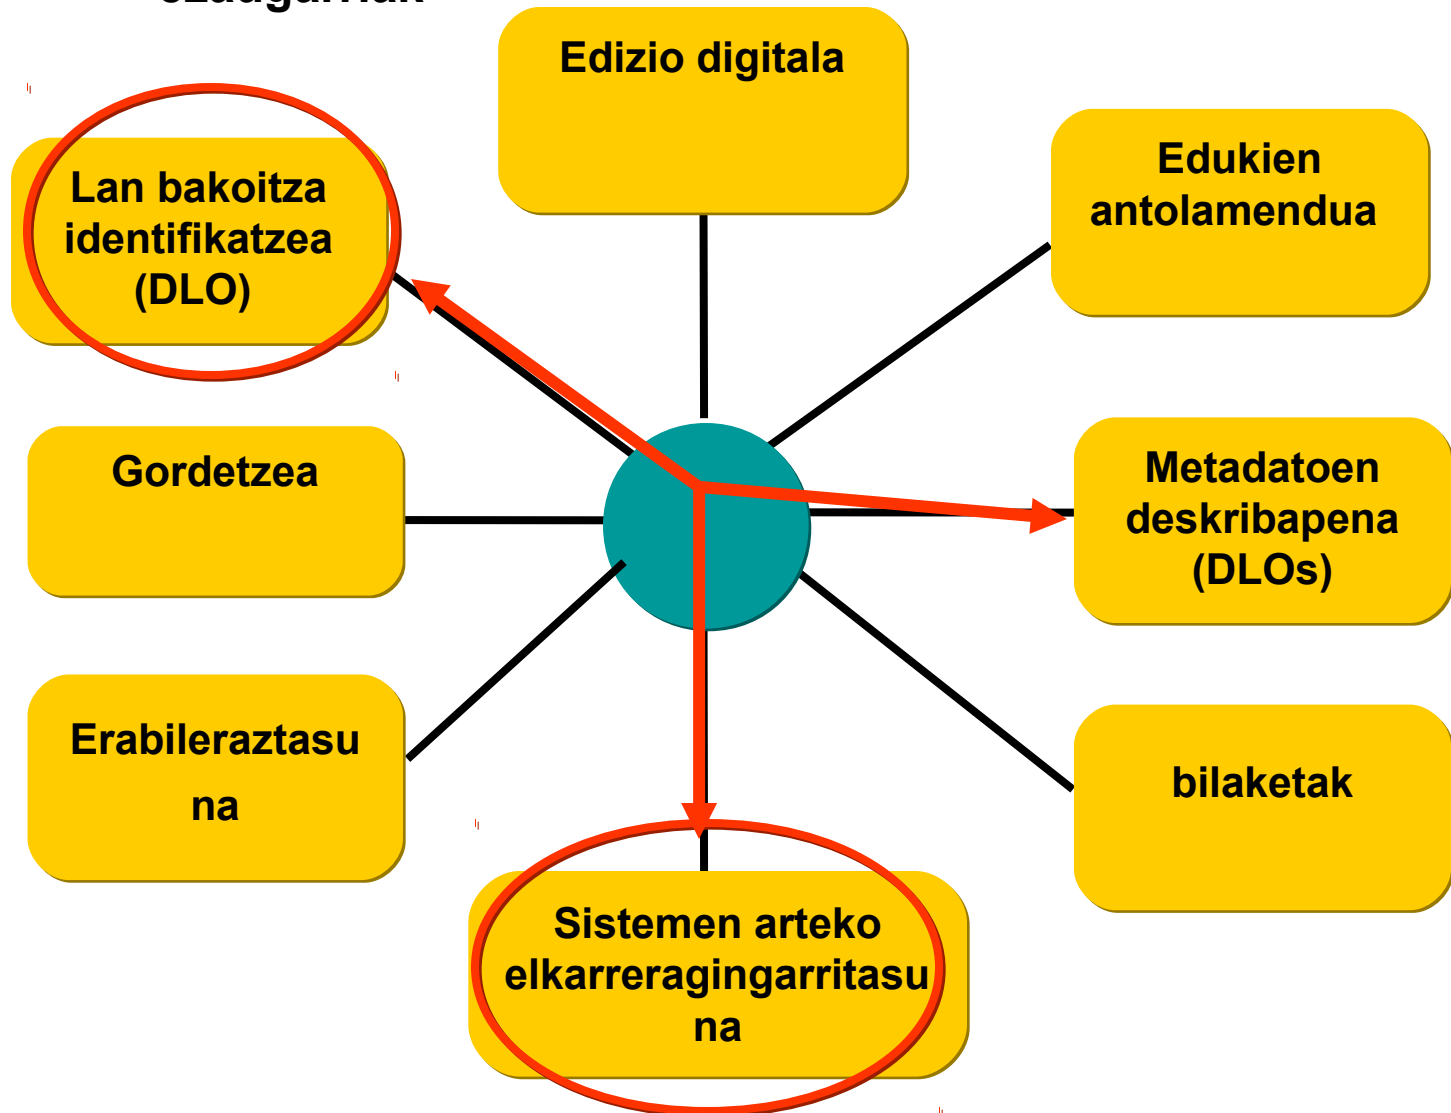 ezaugarriak
Edizio digitala
Edukien
antolamendua
Lan bakoitza
identifikatzea
(DLO)
Gordetzea
Metadatoen
deskribapena
(DLOs)
Erabileraztasu
na
bilaketak
Sistemen arteko
elkarreragingarritasu
na